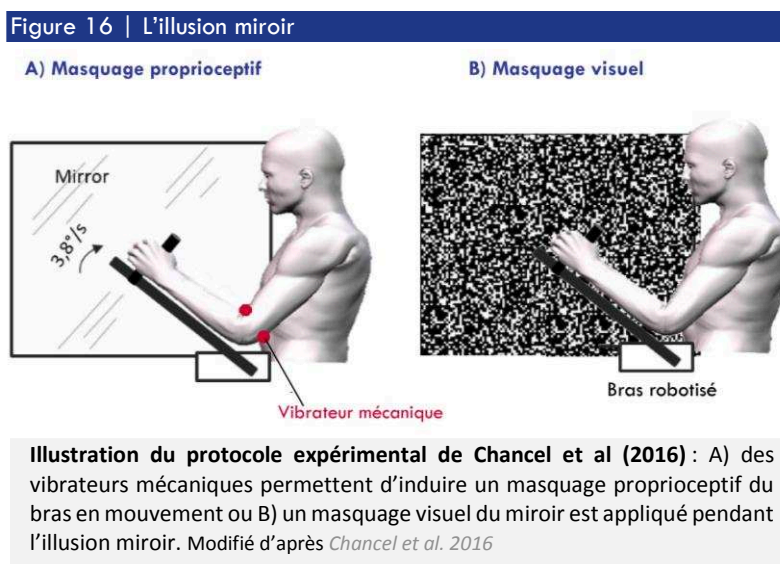 Figure 16 | L'illusion miroir
A) Masquage proprioceptif
B) Masquage visuel
Mirror
3,8°/s
Bras robotisé
Vibrateur mécanique
Illustration du protocole expérimental de Chancel et al (2016) : A) des
vibrateurs mécaniques permettent d'induire un masquage proprioceptif du
bras en mouvement ou B) un masquage visuel du miroir est appliqué pendant
l'illusion miroir. Modifié d'après Chancel et al. 2016